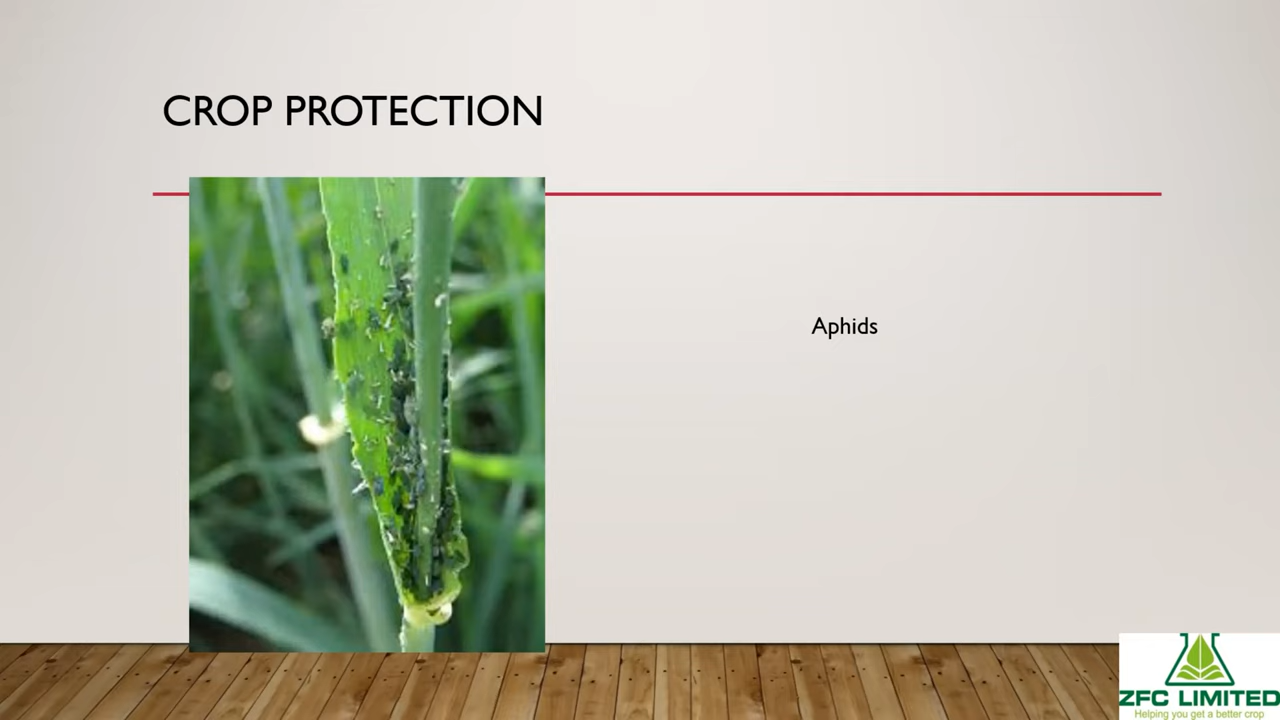 CROP PROTECTION
Aphids
ZFC LIMITED
Helping you get a better crop